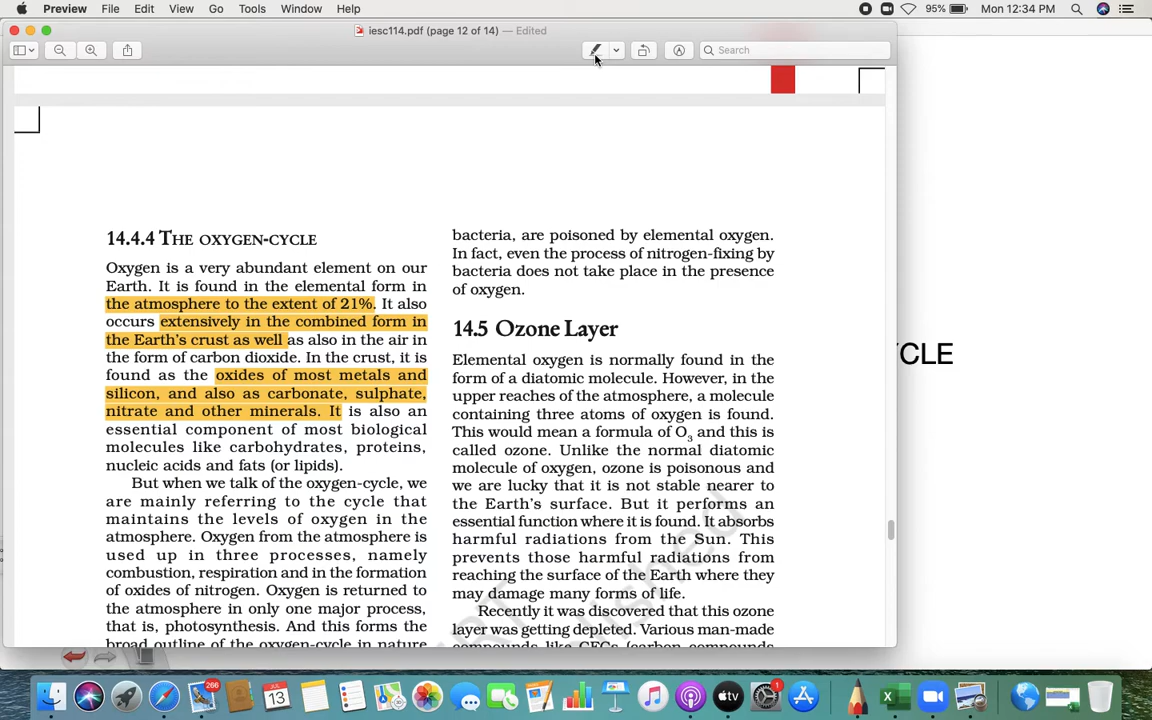 Preview File Edit View Go Tools Window Help
95% Mon 12:34 PM
iesc114.pdf (page 12 of 14) — Edited
Search
14.4.4 THE OXYGEN-CYCLE
Oxygen is a very abundant element on our
Earth. It is found in the elemental form in
the atmosphere to the extent of 21%. It also
occurs extensively in the combined form in
the Earth's crust as well as also in the air in
the form of carbon dioxide. In the crust, it is
found as the oxides of most metals and
silicon, and also as carbonate, sulphate,
nitrate and other minerals. It is also an
essential component of most biological
molecules like carbohydrates, proteins,
nucleic acids and fats (or lipids).
But when we talk of the oxygen-cycle, we
are mainly referring to the cycle that
maintains the levels of oxygen in the
atmosphere. Oxygen from the atmosphere is
used up in three processes, namely
combustion, respiration and in the formation
of oxides of nitrogen. Oxygen is returned to
the atmosphere in only one major process,
that is, photosynthesis. And this forms the
broad outline of the oxygen-cycle in nature
bacteria, are poisoned by elemental oxygen.
In fact, even the process of nitrogen-fixing by
bacteria does not take place in the presence
of oxygen.
14.5 Ozone Layer
Elemental oxygen is normally found in the
form of a diatomic molecule. However, in the
upper reaches of the atmosphere, a molecule
containing three atoms of oxygen is found.
This would mean a formula of O₃ and this is
called ozone. Unlike the normal diatomic
molecule of oxygen, ozone is poisonous and
we are lucky that it is not stable nearer to
the Earth's surface. But it performs an
essential function where it is found. It absorbs
harmful radiations from the Sun. This
prevents those harmful radiations from
reaching the surface of the Earth where they
may damage many forms of life.
Recently it was discovered that this ozone
layer was getting depleted. Various man-made
compounds like CFCs (carbon compounds
YCLE
266
JUL
13
1